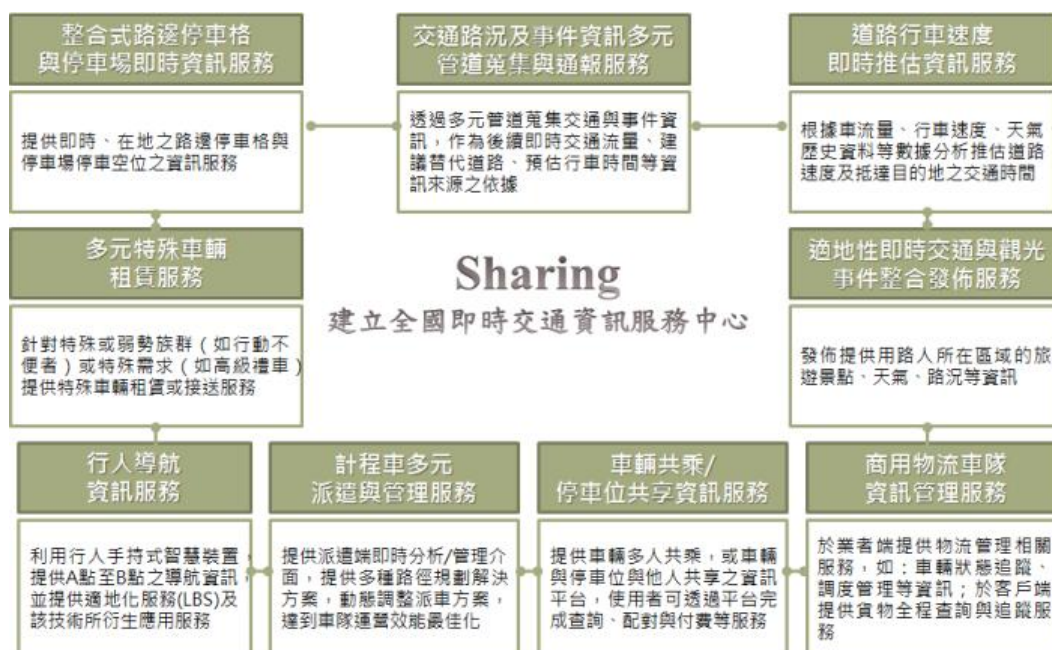 整合式路邊停車格
與停車場即時資訊服務
提供即時、在地之路邊停車格與
停車場停車空位之資訊服務
交通路況及事件資訊多元
管道蒐集與通報服務
透過多元管道蒐集交通與事件資
訊，作為後續即時交通流量、建
議替代道路、預估行車時間等資
訊來源之依據
道路行車速度
即時推估資訊服務
根據車流量、行車速度、天氣
歷史資料等數據分析推估道路
速度及抵達目的地之交通時間
多元特殊車輛
租賃服務
針對特殊或弱勢族群（如行動不
便者）或特殊需求（如高級禮車）
提供特殊車輛租賃或接送服務
Sharing
建立全國即時交通資訊服務中心
適地性即時交通與觀光
事件整合發佈服務
發佈提供用路人所在區域的旅
遊景點、天氣、路況等資訊
行人導航
資訊服務
利用行人手持式智慧裝置，
提供A點至B點之導航資訊，
並提供適地化服務(LBS)及
該技術所衍生應用服務
計程車多元
派遣與管理服務
提供派遣端即時分析/管理介
面，提供多種路徑規劃解決
方案，動態調整派車方案，
達到車隊運營效能最佳化
車輛共乘/
停車位共享資訊服務
提供車輛多人共乘，或車輛
與停車位與他人共享之資訊
平台，使用者可透過平台完
成查詢、配對與付費等服務
商用物流車隊
資訊管理服務
於業者端提供物流管理相關
服務，如：車輛狀態追蹤、
調度管理等資訊；於客戶端
提供貨物全程查詢與追蹤服
務